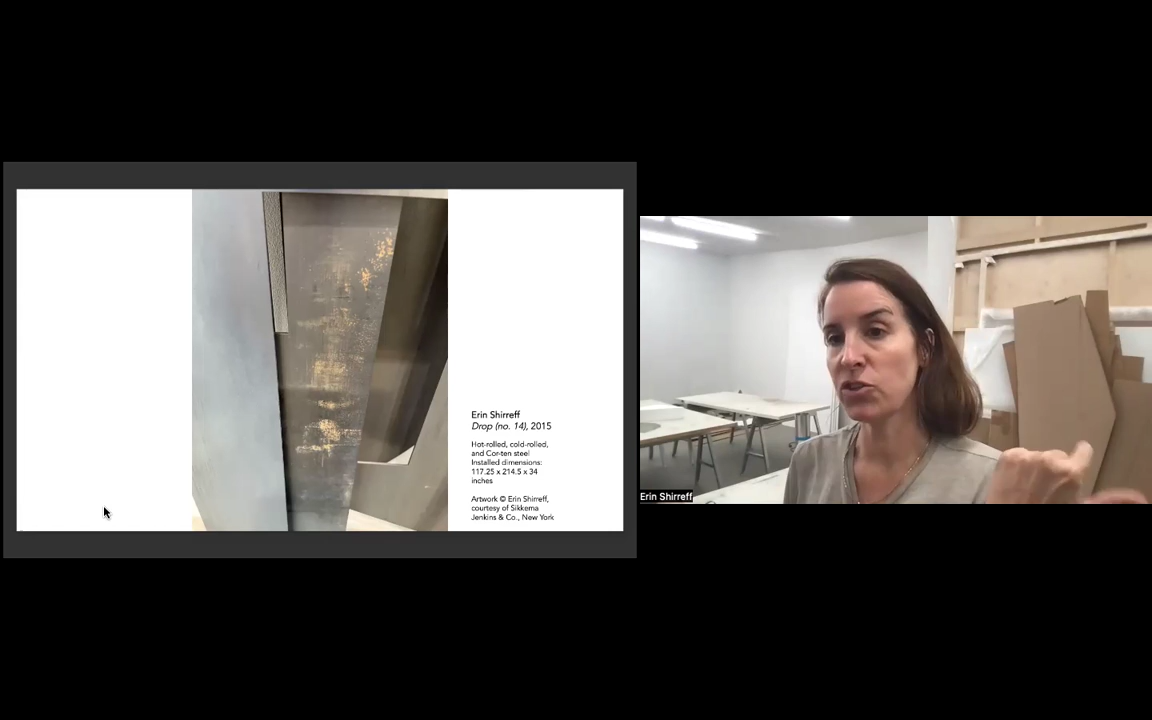 Erin Shirreff
Drop (no. 14), 2015
Hot-rolled, cold-rolled,
and Cor-ten steel
Installed dimensions:
117.25 x 214.5 x 34
inches
Artwork © Erin Shirreff,
courtesy of Sikkema
Jenkins & Co., New York
Erin Shirreff